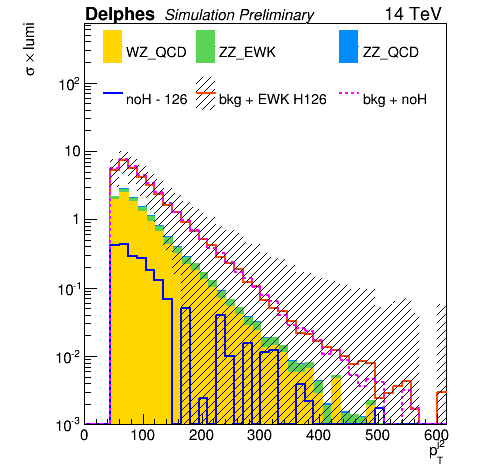 Delphes Simulation Preliminary 14 TeV
σ × lumi
WZ_QCD ZZ_EWK ZZ_QCD
noH - 126 bkg + EWK H126 bkg + noH
10²
10
1
10⁻¹
10⁻²
10⁻³
0 100 200 300 400 500 600
p_T^{j2}